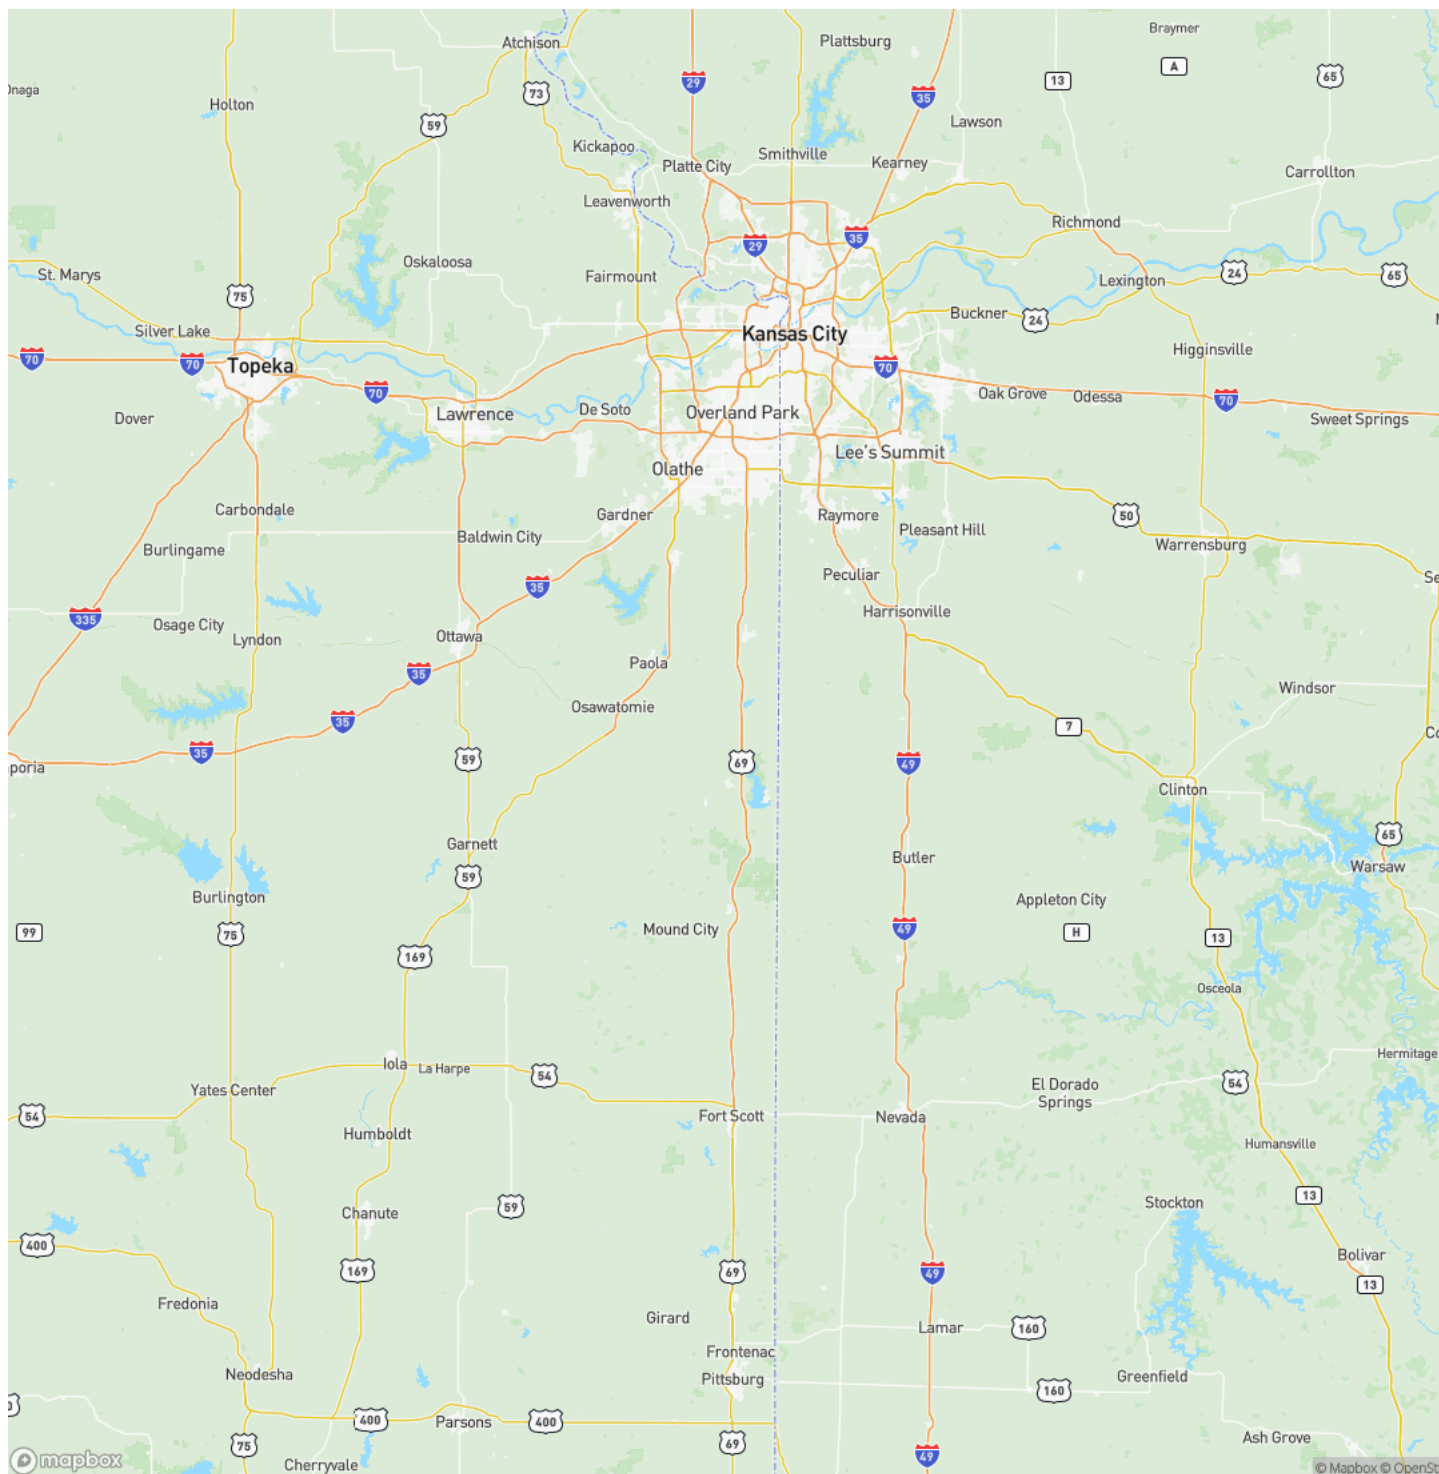 Braymer
Atchison
Plattsburg
A
13
65
29
73
35
Onaga
Holton
59
Lawson
Kickapoo
Smithville
Platte City
Kearney
Carrollton
Leavenworth
Richmond
29
35
Oskaloosa
St. Marys
Fairmount
24
65
Lexington
75
Buckner
24
Silver Lake
Kansas City
Higginsville
70
70
Topeka
70
70
Oak Grove
Odessa
70
Dover
Lawrence
De Soto
Overland Park
Sweet Springs
Lee's Summit
Olathe
Carbondale
Gardner
Raymore
50
Pleasant Hill
Baldwin City
Burlingame
Warrensburg
Peculiar
Se
35
335
Harrisonville
Osage City
Lyndon
Ottawa
Paola
35
Windsor
Osawatomie
35
7
35
59
69
49
Co
poria
Clinton
65
Garnett
Butler
Warsaw
59
Burlington
Appleton City
99
75
Mound City
49
H
13
169
Osceola
Hermitage
Iola
La Harpe
54
54
Yates Center
El Dorado
Springs
54
Fort Scott
Nevada
Humboldt
Humansville
13
Stockton
59
Chanute
400
Bolivar
169
69
49
13
Fredonia
Girard
Lamar
160
Frontenac
Neodesha
Pittsburg
Greenfield
160
400
Parsons
400
75
69
49
Ash Grove
mapbox
Cherryvale
© Mapbox © OpenSt